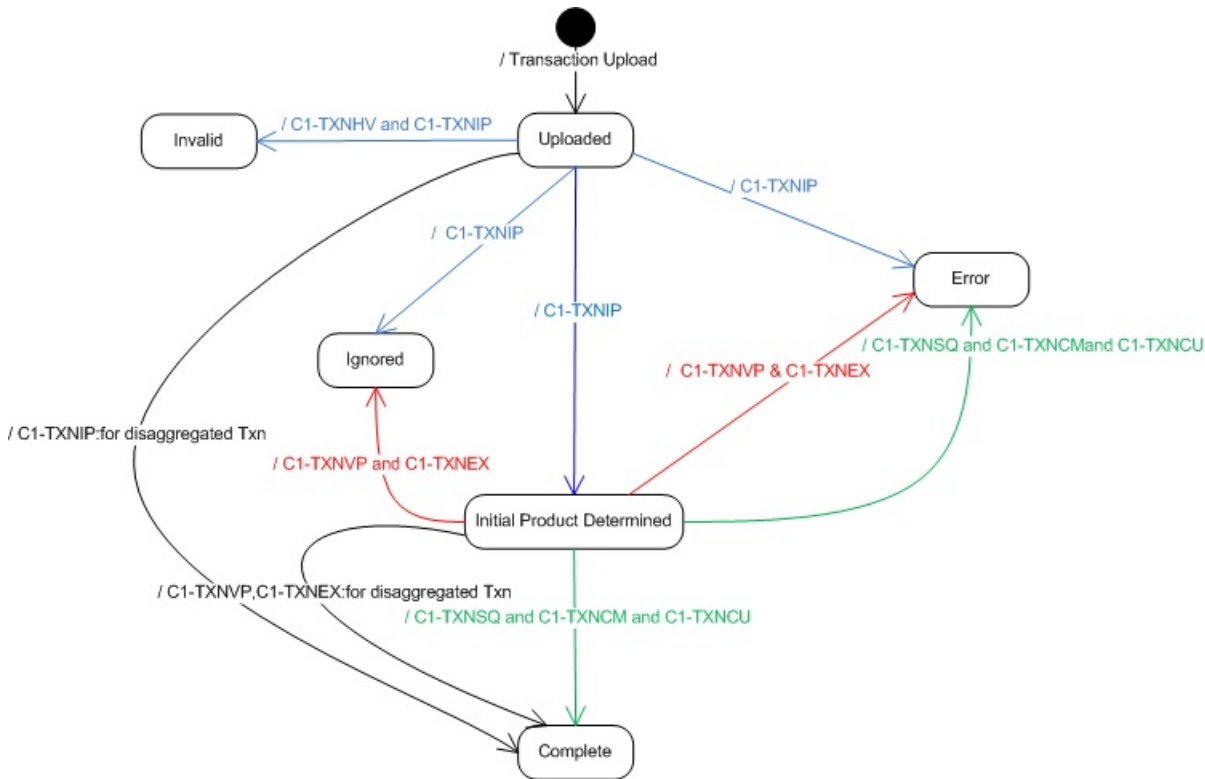 / Transaction Upload
Invalid
/ C1-TXNHV and C1-TXNIP
Uploaded
/ C1-TXNIP
/ C1-TXNIP
Error
/ C1-TXNIP
Ignored
/ C1-TXNSQ and C1-TXNCMand C1-TXNCU
/ C1-TXNVP & C1-TXNEX
/ C1-TXNIP:for disaggregated Txn
/ C1-TXNVP and C1-TXNEX
Initial Product Determined
/ C1-TXNVP,C1-TXNEX:for disaggregated Txn
/ C1-TXNSQ and C1-TXNCM and C1-TXNCU
Complete